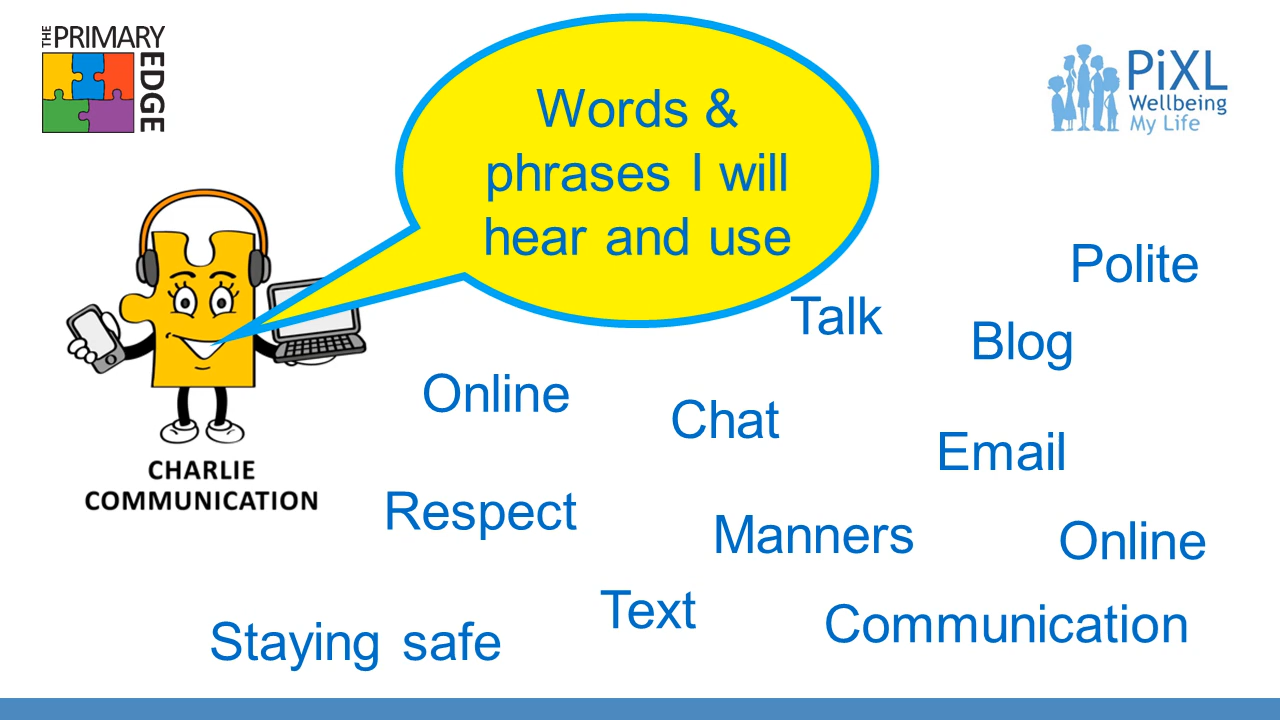 THE PRIMARY
EDGE
PiXL
Wellbeing
My Life
Words &
phrases I will
hear and use
Polite
Talk
Blog
Online
Chat
Email
CHARLIE
COMMUNICATION
Respect
Manners
Online
Text
Communication
Staying safe